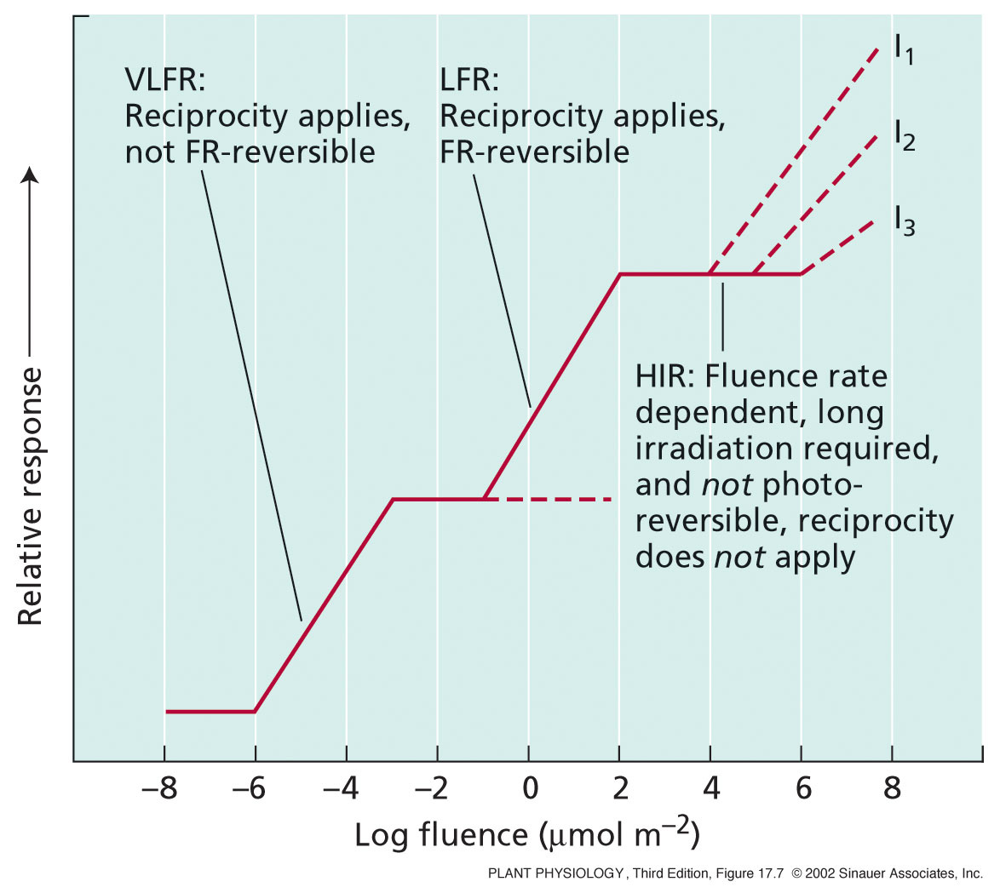 VLFR:
Reciprocity applies,
not FR-reversible
LFR:
Reciprocity applies,
FR-reversible
I1
I2
I3
HIR: Fluence rate
dependent, long
irradiation required,
and not photo-
reversible, reciprocity
does not apply
Relative response
–8 –6 –4 –2 0 2 4 6 8
Log fluence (μmol m–2)
PLANT PHYSIOLOGY, Third Edition, Figure 17.7 © 2002 Sinauer Associates, Inc.